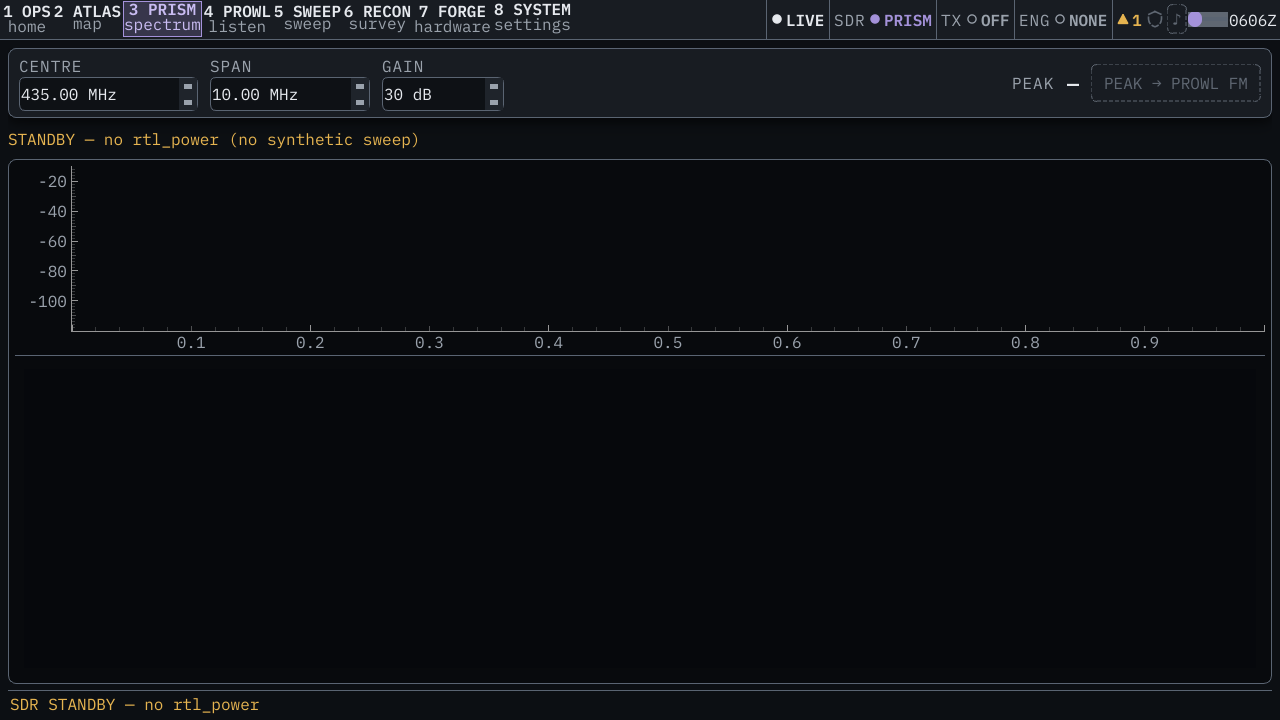 1 OPS 2 ATLAS 3 PRISM 4 PROWL 5 SWEEP 6 RECON 7 FORGE 8 SYSTEM
home map spectrum listen sweep survey hardware settings
LIVE SDR PRISM TX OFF ENG NONE 1 ♪ 0606Z
CENTRE SPAN GAIN
435.00 MHz 10.00 MHz 30 dB
PEAK — PEAK → PROWL FM
STANDBY — no rtl_power (no synthetic sweep)
-20
-40
-60
-80
-100
0.1 0.2 0.3 0.4 0.5 0.6 0.7 0.8 0.9
SDR STANDBY — no rtl_power